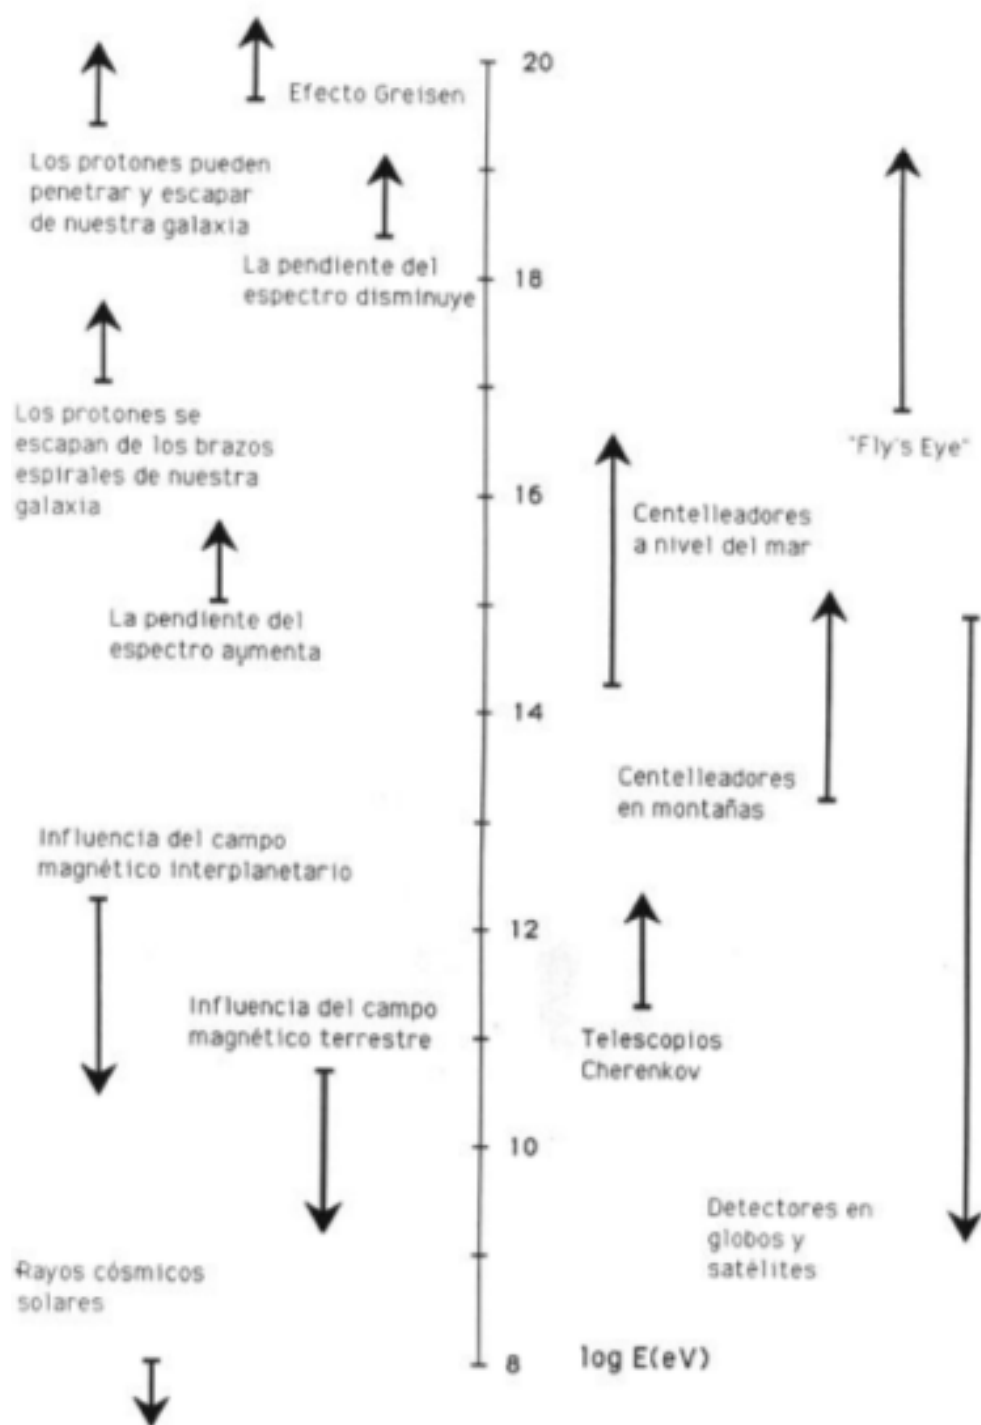 20
Efecto Greisen
Los protones pueden
penetrar y escapar
de nuestra galaxia
La pendiente del
espectro disminuye
18
Los protones se
escapan de los brazos
espirales de nuestra
galaxia
"Fly's Eye"
16
Centelleadores
a nivel del mar
La pendiente del
espectro aumenta
14
Centelleadores
en montañas
Influencia del campo
magnético interplanetario
12
Influencia del campo
magnético terrestre
Telescopios
Cherenkov
10
Detectores en
globos y
satélites
Rayos cósmicos
solares
8
log E(eV)